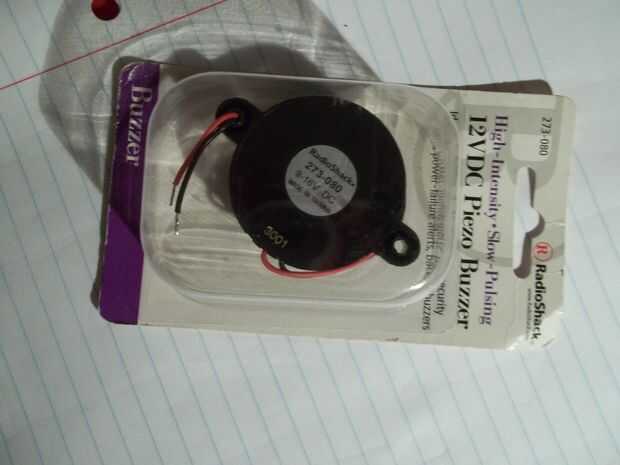 273-080
RadioShack
High-Intensity • Slow-Pulsing
12VDC Piezo Buzzer
security
• power-failure alerts,
buzzers
RadioShack
273-080
9-16V DC
3001
Buzzer